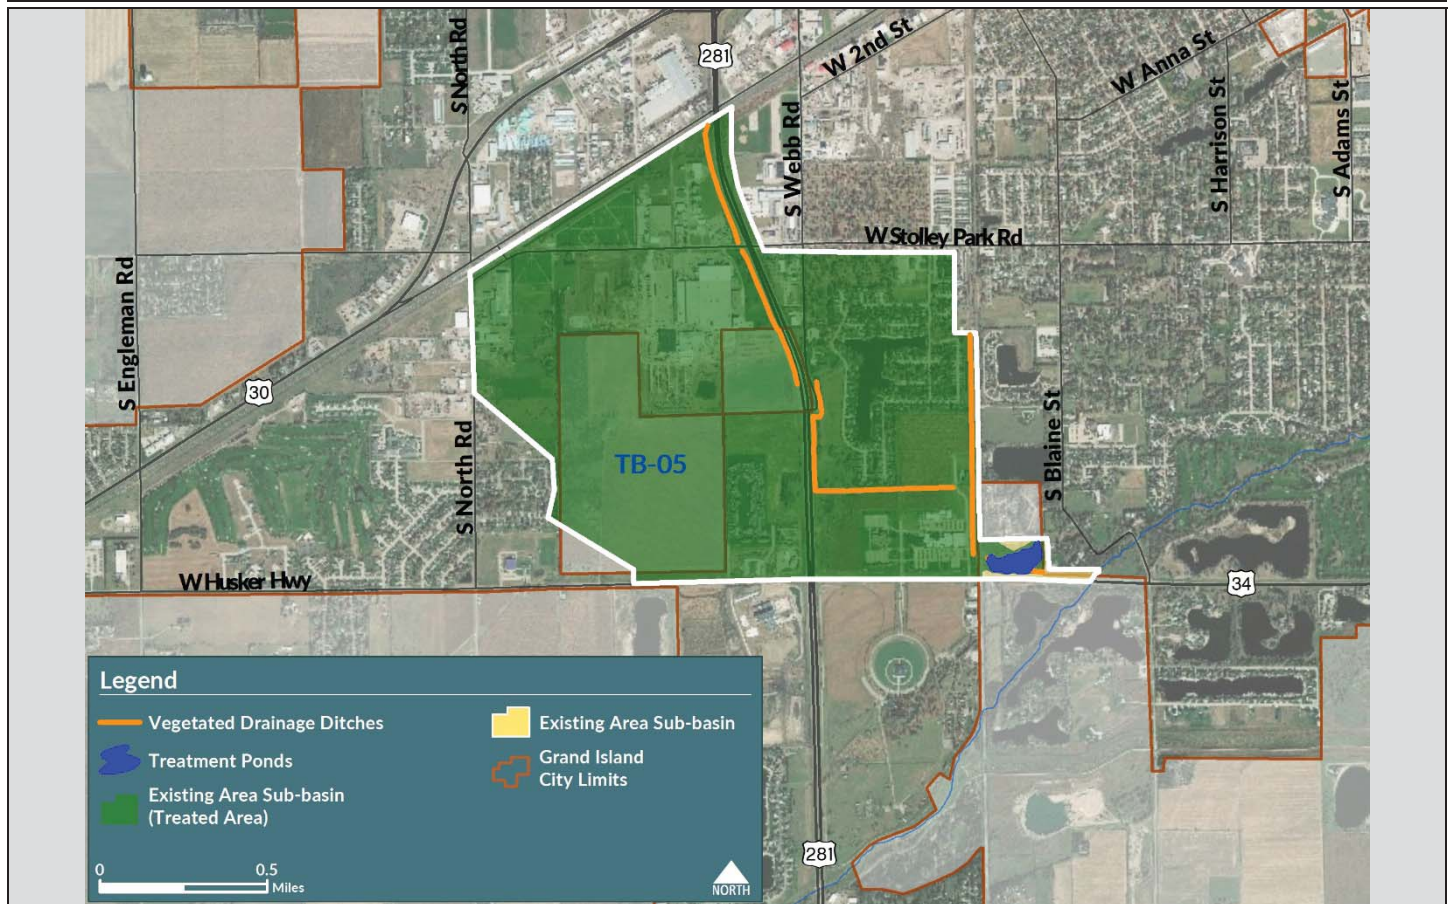 281
W 2nd St
W Anna St
S North Rd
S Webb Rd
S Harrison St
S Adams St
W Stolley Park Rd
S Engleman Rd
30
S North Rd
TB-05
S Blaine St
W Husker Hwy
34
281
Legend
Vegetated Drainage Ditches
Treatment Ponds
Existing Area Sub-basin
(Treated Area)
Existing Area Sub-basin
Grand Island
City Limits
0 0.5
Miles
NORTH